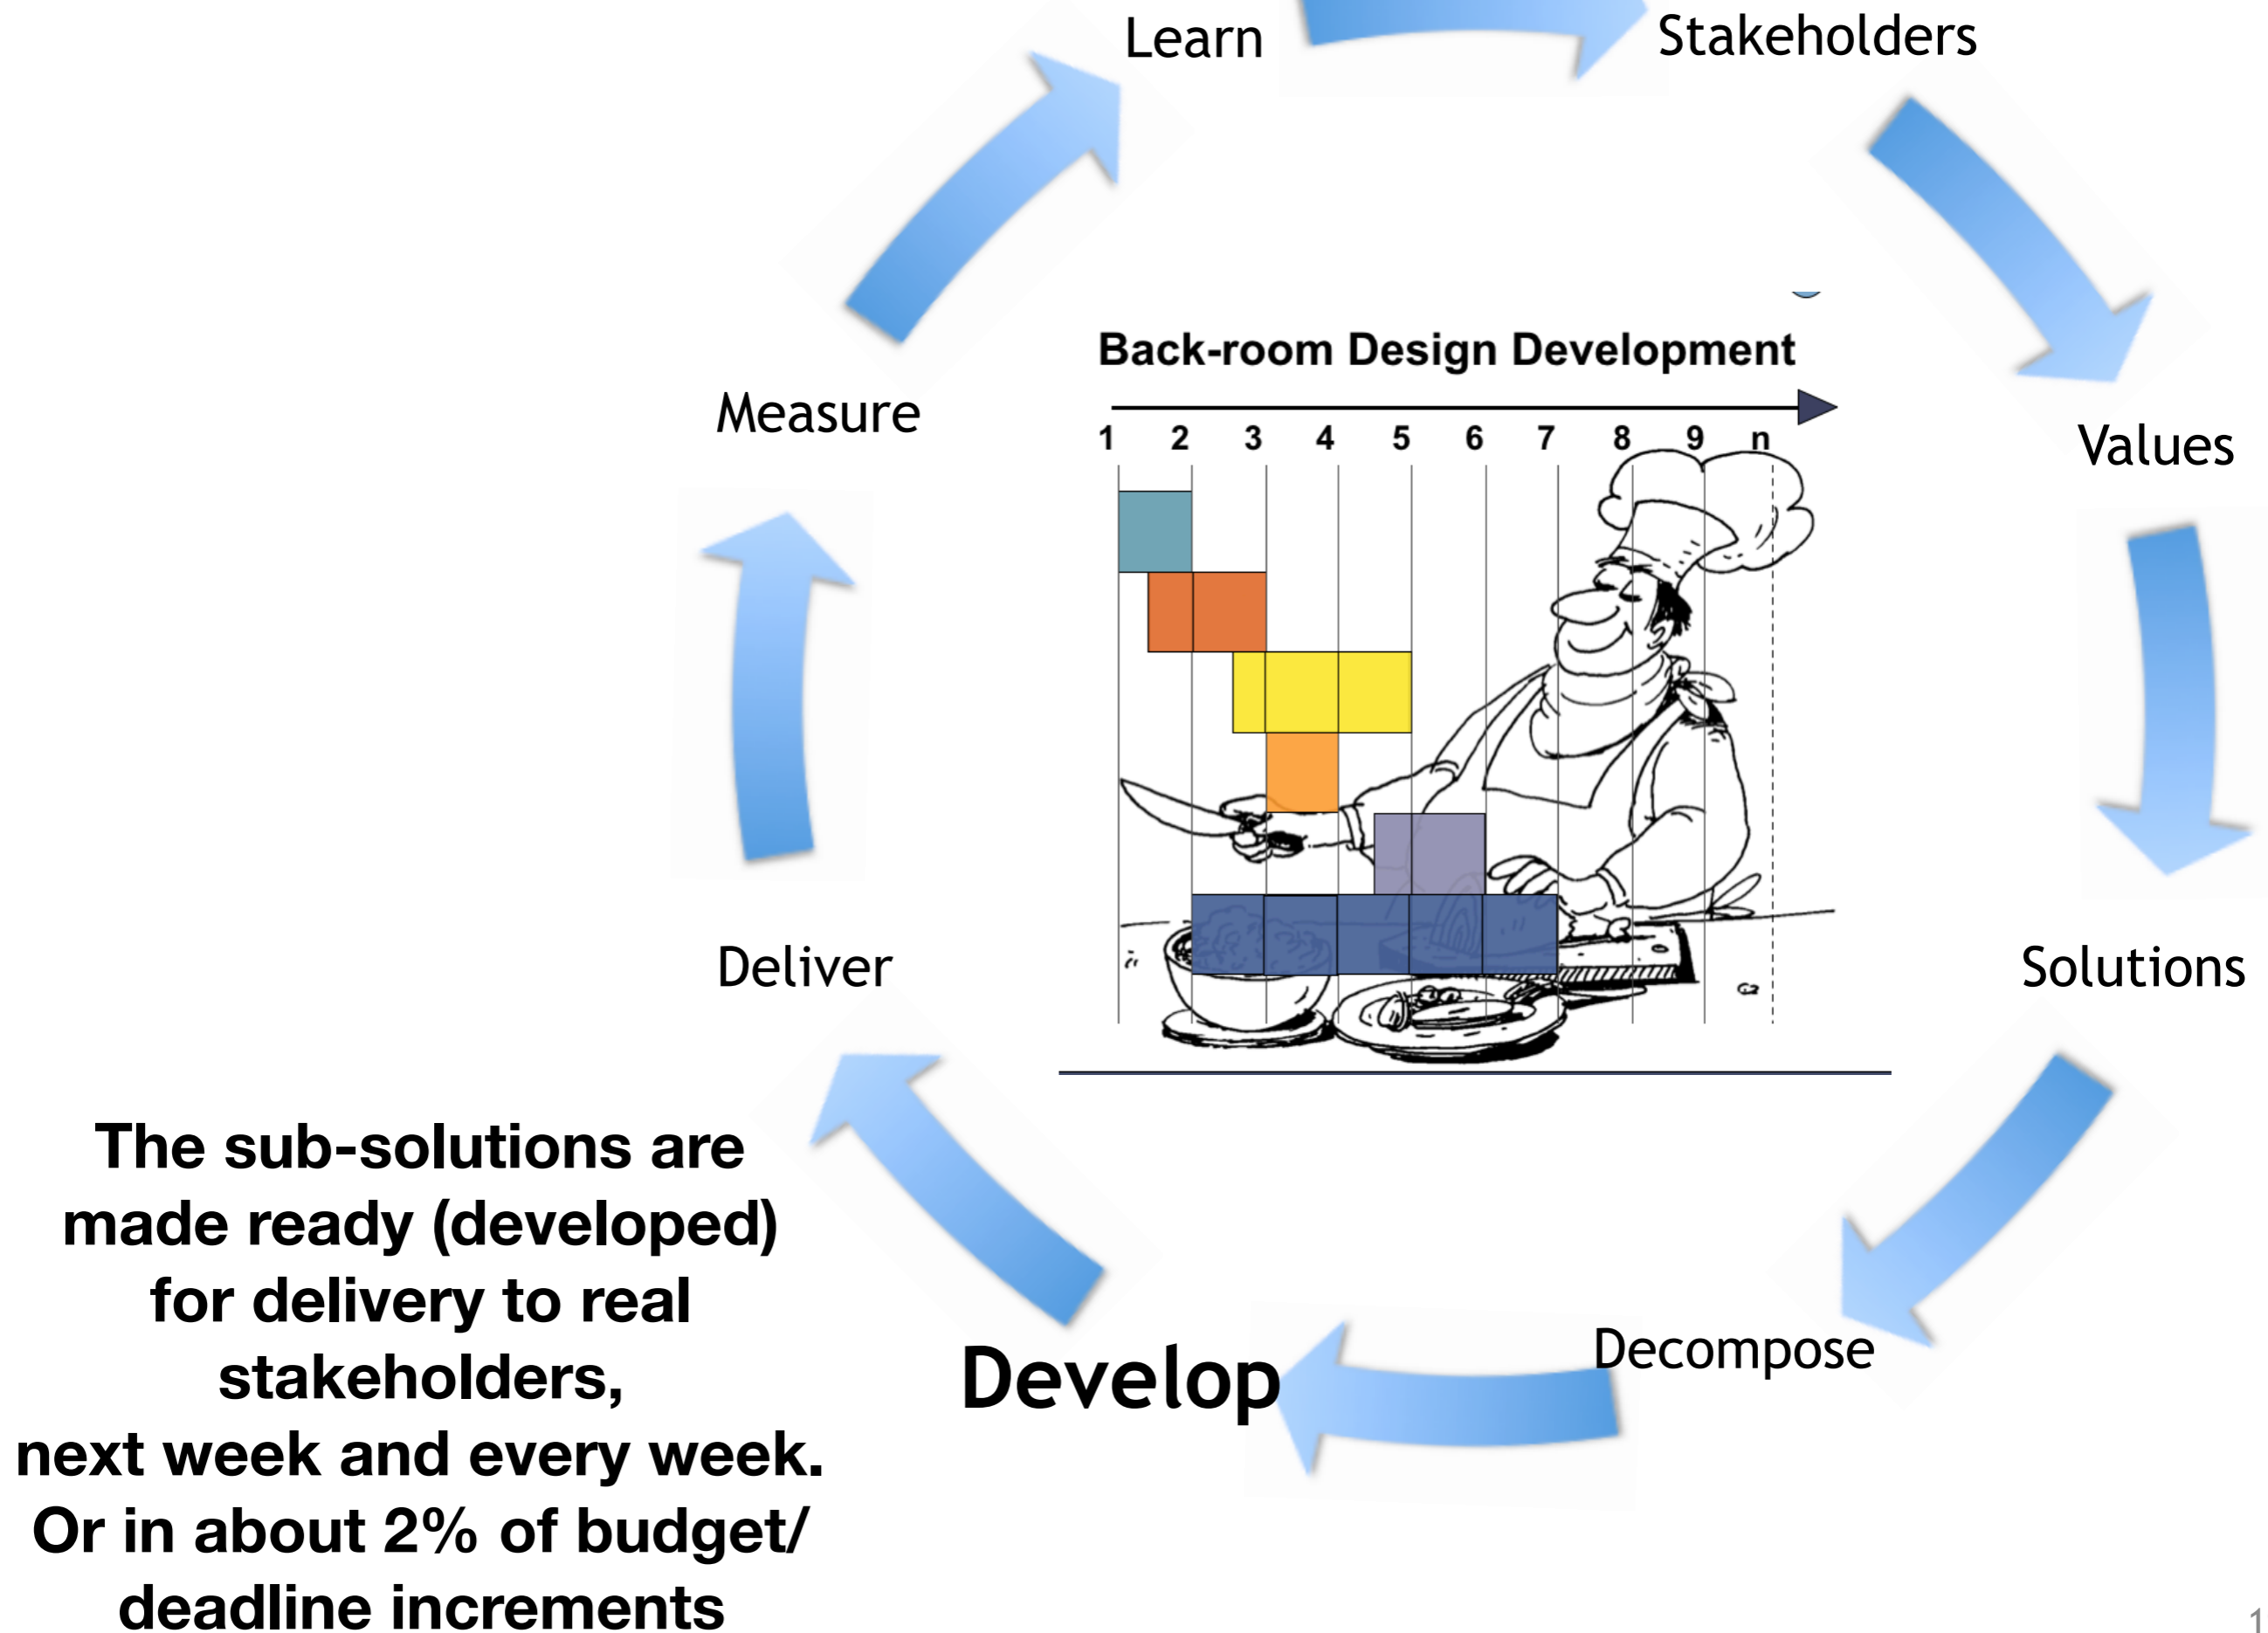 Learn
Stakeholders
Back-room Design Development
Measure
1 2 3 4 5 6 7 8 9 n
Values
Deliver
Solutions
The sub-solutions are
made ready (developed)
for delivery to real
stakeholders,
next week and every week.
Or in about 2% of budget/
deadline increments
Develop
Decompose
1